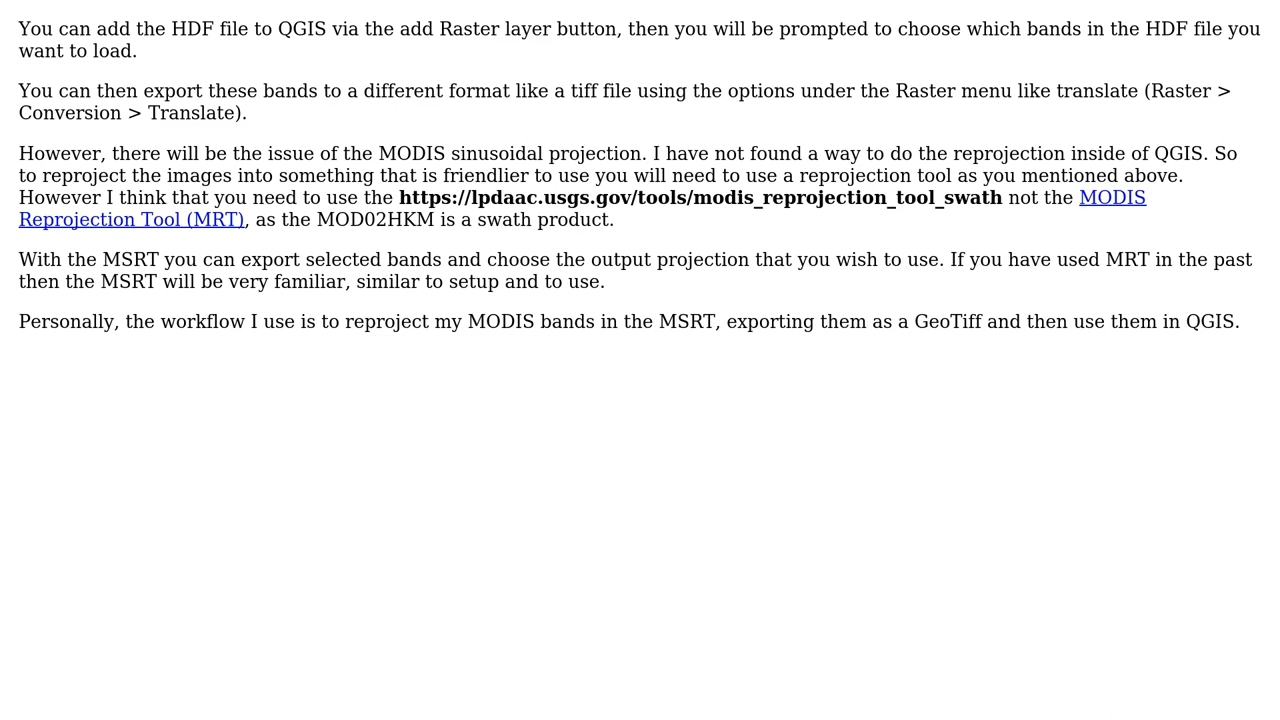 You can add the HDF file to QGIS via the add Raster layer button, then you will be prompted to choose which bands in the HDF file you
want to load.
You can then export these bands to a different format like a tiff file using the options under the Raster menu like translate (Raster >
Conversion > Translate).
However, there will be the issue of the MODIS sinusoidal projection. I have not found a way to do the reprojection inside of QGIS. So
to reproject the images into something that is friendlier to use you will need to use a reprojection tool as you mentioned above.
However I think that you need to use the https://lpdaac.usgs.gov/tools/modis_reprojection_tool_swath not the MODIS
Reprojection Tool (MRT), as the MOD02HKM is a swath product.
With the MSRT you can export selected bands and choose the output projection that you wish to use. If you have used MRT in the past
then the MSRT will be very familiar, similar to setup and to use.
Personally, the workflow I use is to reproject my MODIS bands in the MSRT, exporting them as a GeoTiff and then use them in QGIS.